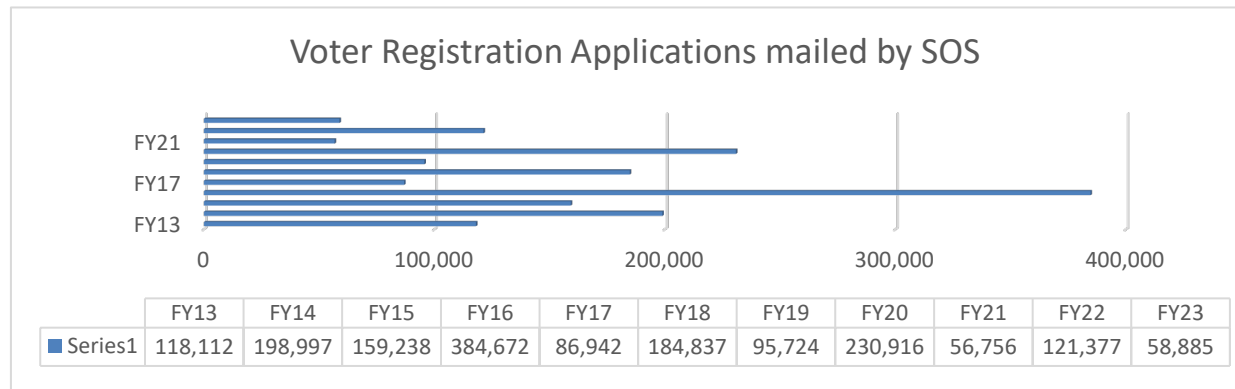 Voter Registration Applications mailed by SOS
FY21
FY17
FY13
0 100,000 200,000 300,000 400,000
FY13 FY14 FY15 FY16 FY17 FY18 FY19 FY20 FY21 FY22 FY23
Series1 118,112 198,997 159,238 384,672 86,942 184,837 95,724 230,916 56,756 121,377 58,885